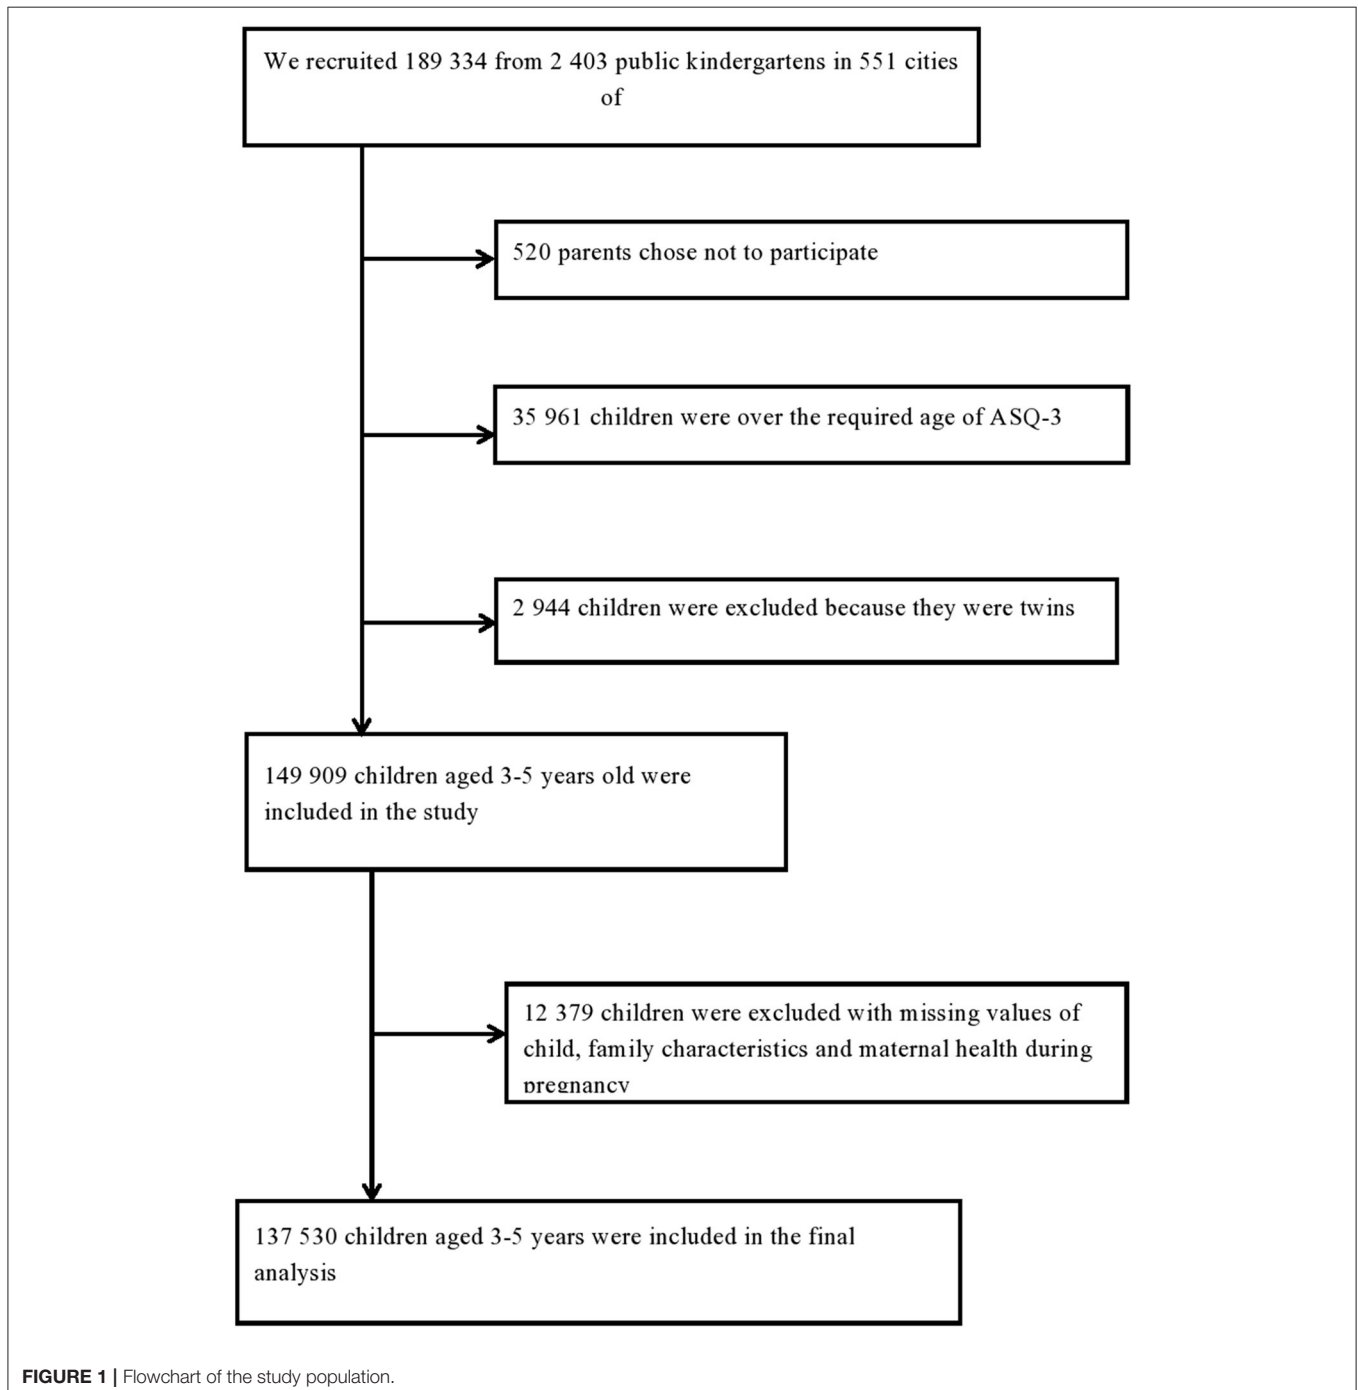 We recruited 189 334 from 2 403 public kindergartens in 551 cities
of
520 parents chose not to participate
35 961 children were over the required age of ASQ-3
2 944 children were excluded because they were twins
149 909 children aged 3-5 years old were
included in the study
12 379 children were excluded with missing values of
child, family characteristics and maternal health during
pregnancy
137 530 children aged 3-5 years were included in the final
analysis
FIGURE 1 | Flowchart of the study population.